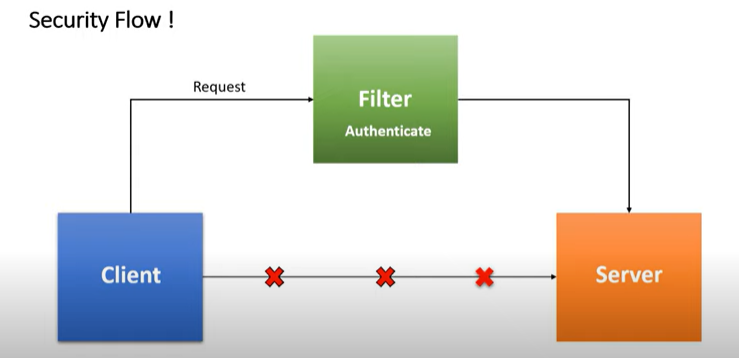 Security Flow !
Request
Filter
Authenticate
Client
Server